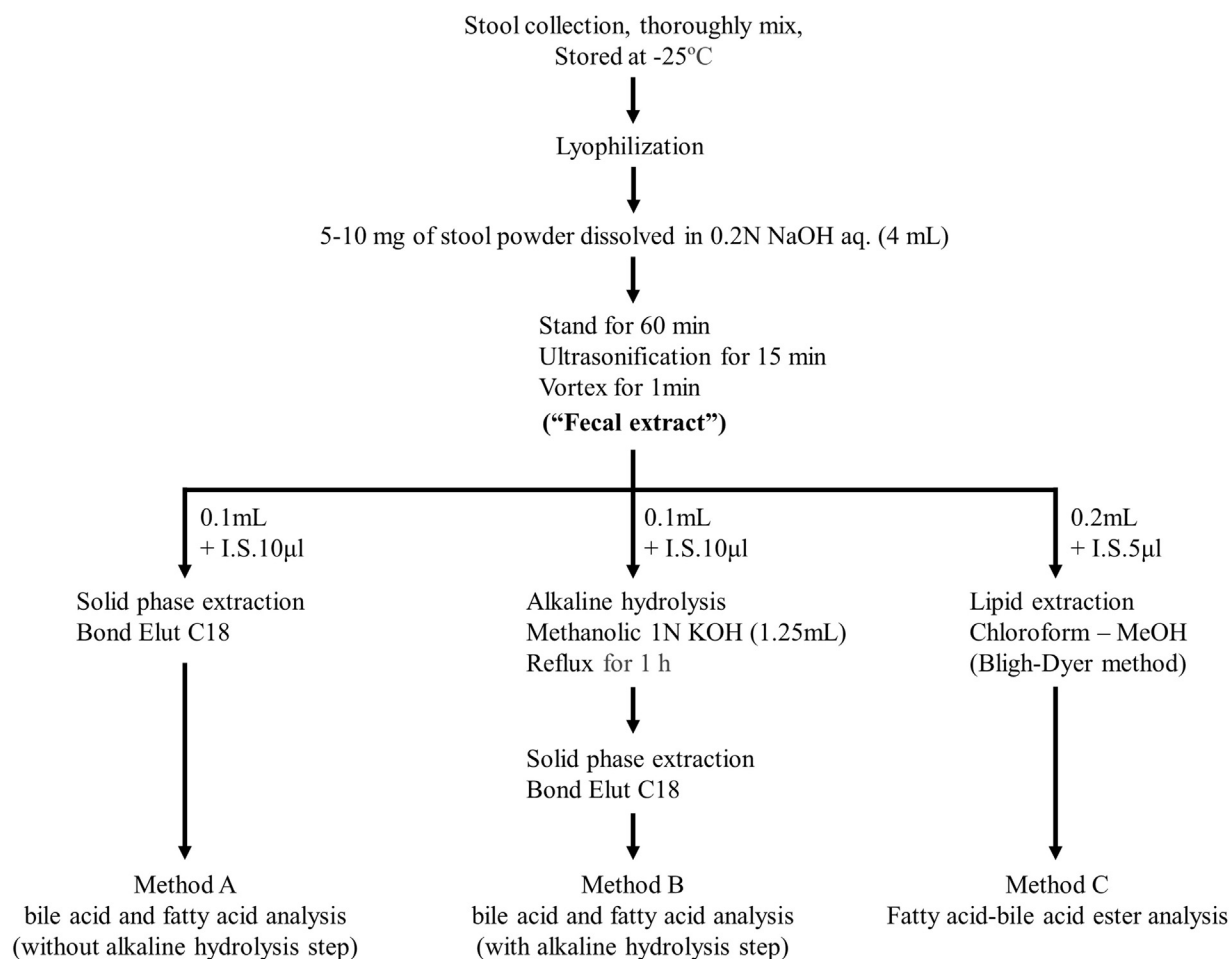 Stool collection, thoroughly mix,
Stored at -25°C
Lyophilization
5-10 mg of stool powder dissolved in 0.2N NaOH aq. (4 mL)
Stand for 60 min
Ultrasonification for 15 min
Vortex for 1min
(“Fecal extract”)
0.1mL
+ I.S.10μl
Solid phase extraction
Bond Elut C18
Method A
bile acid and fatty acid analysis
(without alkaline hydrolysis step)
0.1mL
+ I.S.10μl
Alkaline hydrolysis
Methanolic 1N KOH (1.25mL)
Reflux for 1 h
Solid phase extraction
Bond Elut C18
Method B
bile acid and fatty acid analysis
(with alkaline hydrolysis step)
0.2mL
+ I.S.5μl
Lipid extraction
Chloroform – MeOH
(Bligh-Dyer method)
Method C
Fatty acid-bile acid ester analysis